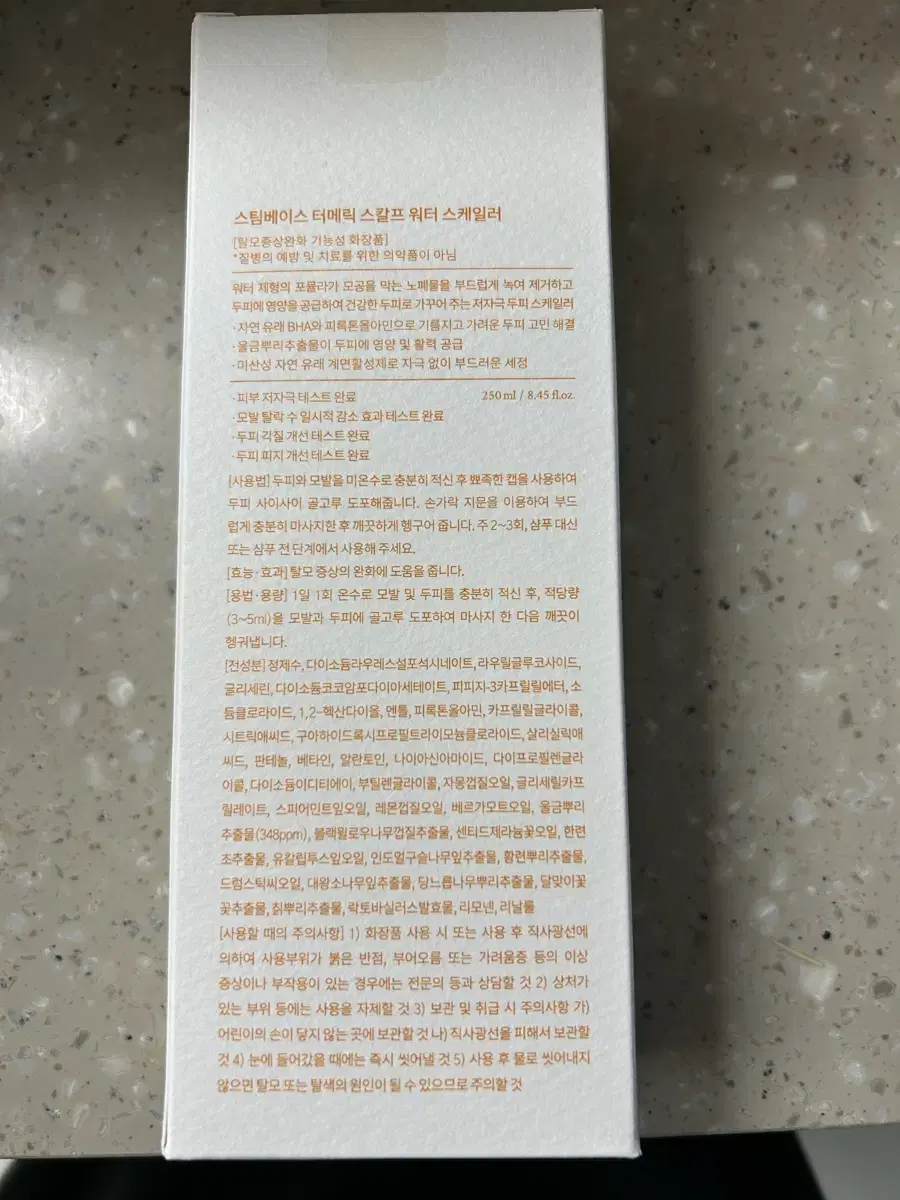 스팀베이스 터메릭 스칼프 워터 스케일러
[탈모증상완화 기능성 화장품]
*질병의 예방 및 치료를 위한 의약품이 아님
워터 제형의 포뮬라가 모공을 막는 노폐물을 부드럽게 녹여 제거하고
두피에 영양을 공급하여 건강한 두피로 가꾸어 주는 저자극 두피 스케일러
·자연 유래 BHA와 피록톤올아민으로 기름지고 가려운 두피 고민 해결
·울금뿌리추출물이 두피에 영양 및 활력 공급
·미산성 자연 유래 계면활성제로 자극 없이 부드러운 세정
·피부 저자극 테스트 완료 250 ml / 8.45 fl.oz.
·모발 탈락 수 일시적 감소 효과 테스트 완료
·두피 각질 개선 테스트 완료
·두피 피지 개선 테스트 완료
[사용법] 두피와 모발을 미온수로 충분히 적신 후 뾰족한 캡을 사용하여
두피 사이사이 골고루 도포해줍니다. 손가락 지문을 이용하여 부드
럽게 충분히 마사지한 후 깨끗하게 헹구어 줍니다. 주 2~3회, 샴푸 대신
또는 샴푸 전 단계에서 사용해 주세요.
[효능·효과] 탈모 증상의 완화에 도움을 줍니다.
[용법·용량] 1일 1회 온수로 모발 및 두피를 충분히 적신 후, 적당량
(3~5ml)을 모발과 두피에 골고루 도포하여 마사지 한 다음 깨끗이
헹궈냅니다.
[전성분] 정제수, 다이소듐라우레스설포석시네이트, 라우릴글루코사이드,
글리세린, 다이소듐코코암포다이아세테이트, 피피지-3카프릴릴에터, 소
듐클로라이드, 1,2-헥산다이올, 멘톨, 피록톤올아민, 카프릴릴글라이콜,
시트릭애씨드, 구아하이드록시프로필트라이모늄클로라이드, 살리실릭애
씨드, 판테놀, 베타인, 알란토인, 나이아신아마이드, 다이프로필렌글라
이콜, 다이소듐이디티에이, 부틸렌글라이콜, 자몽껍질오일, 글리세릴카프
릴레이트, 스피어민트잎오일, 레몬껍질오일, 베르가모트오일, 울금뿌리
추출물(348ppm), 블랙윌로우나무껍질추출물, 센티드제라늄꽃오일, 한련
초추출물, 유칼립투스잎오일, 인도멀구슬나무잎추출물, 황련뿌리추출물,
드럼스틱씨오일, 대왕소나무잎추출물, 당느릅나무뿌리추출물, 달맞이꽃
꽃추출물, 칡뿌리추출물, 락토바실러스발효물, 리모넨, 리날룰
[사용할 때의 주의사항] 1) 화장품 사용 시 또는 사용 후 직사광선에
의하여 사용부위가 붉은 반점, 부어오름 또는 가려움증 등의 이상
증상이나 부작용이 있는 경우에는 전문의 등과 상담할 것 2) 상처가
있는 부위 등에는 사용을 자제할 것 3) 보관 및 취급 시 주의사항 가)
어린이의 손이 닿지 않는 곳에 보관할 것 나) 직사광선을 피해서 보관할
것 4) 눈에 들어갔을 때에는 즉시 씻어낼 것 5) 사용 후 물로 씻어내지
않으면 탈모 또는 탈색의 원인이 될 수 있으므로 주의할 것